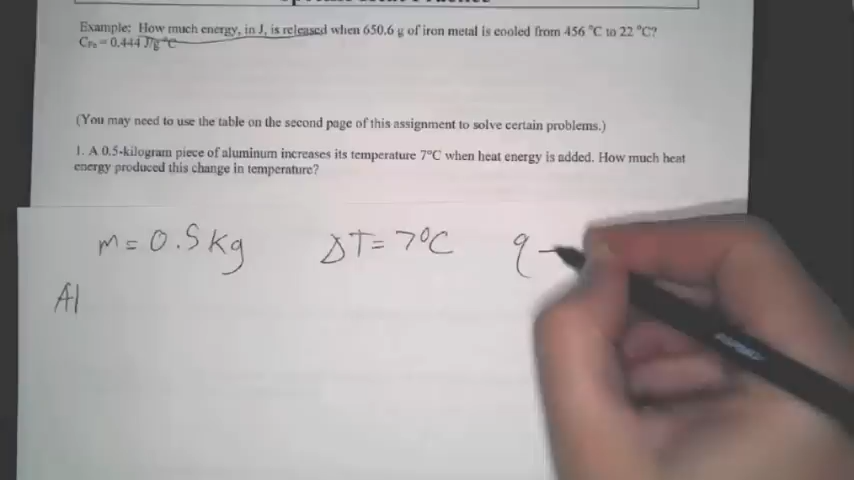 Example: How much energy, in J, is released when 650.6 g of iron metal is cooled from 456 °C to 22 °C?
CFe = 0.444 J/g °C
(You may need to use the table on the second page of this assignment to solve certain problems.)
1. A 0.5-kilogram piece of aluminum increases its temperature 7°C when heat energy is added. How much heat
energy produced this change in temperature?
m = 0.5 kg ΔT = 7°C q
Al